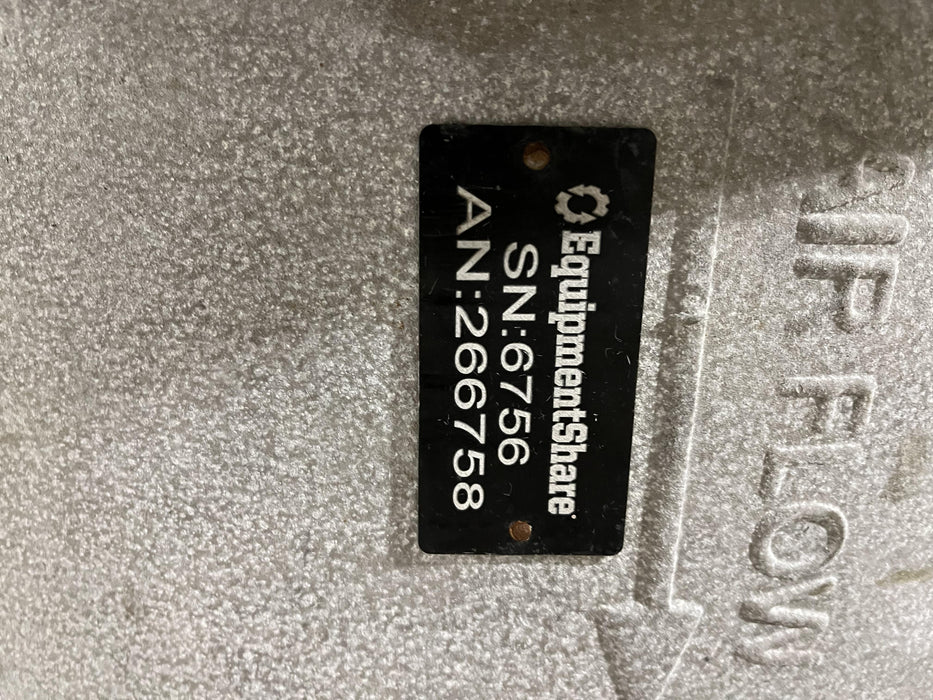 AIR FLOW
EquipmentShare
SN:6756
AN:266758